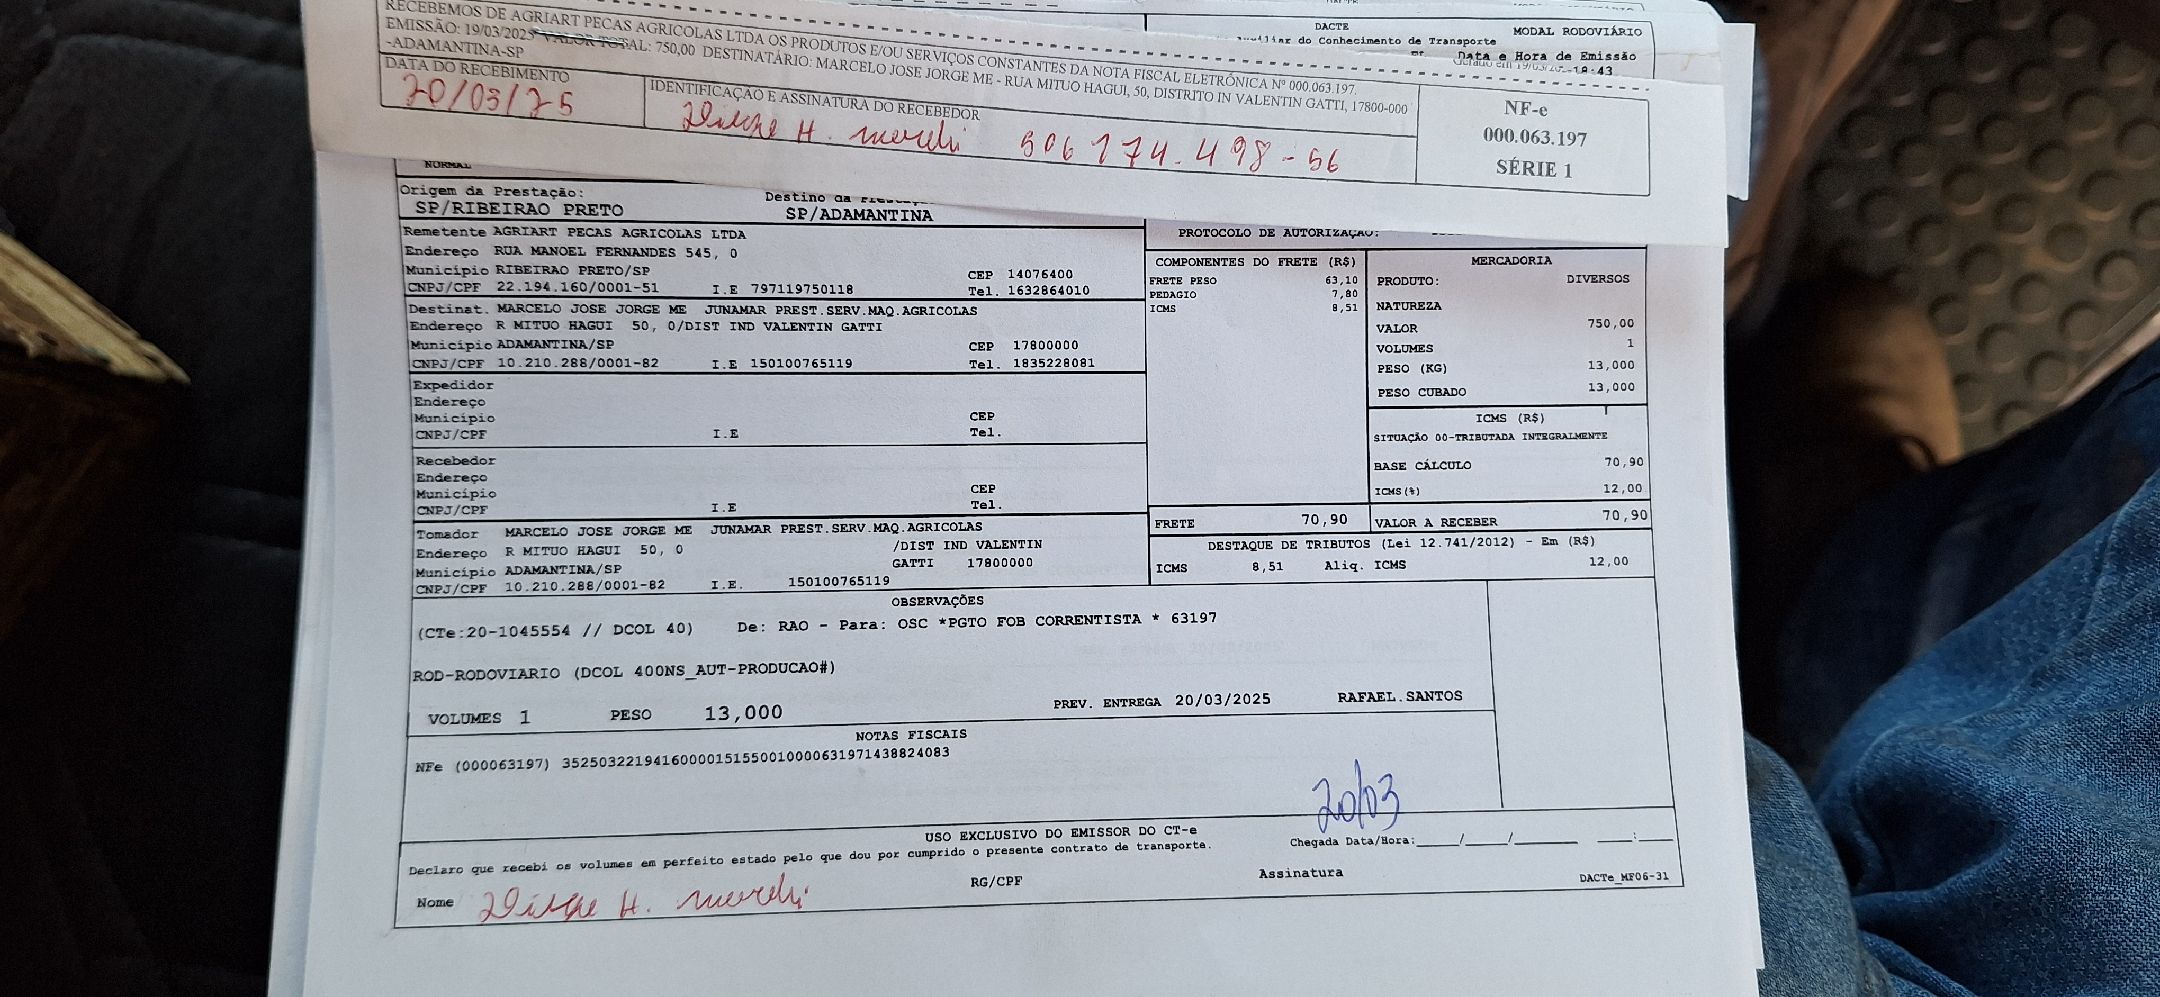 DACTE
MODAL RODOVIÁRIO
do Conhecimento de Transporte
Data e Hora de Emissão
18:43
RECEBEMOS DE AGRIART PECAS AGRICOLAS LTDA OS PRODUTOS E/OU SERVIÇOS CONSTANTES DA NOTA FISCAL ELETRÔNICA Nº 000.063.197.
EMISSÃO: 19/03/2025 VALOR TOTAL: 750,00 DESTINATÁRIO: MARCELO JOSE JORGE ME - RUA MITUO HAGUI, 50, DISTRITO IN VALENTIN GATTI, 17800-000
-ADAMANTINA-SP
DATA DO RECEBIMENTO
20/03/25
IDENTIFICAÇÃO E ASSINATURA DO RECEBEDOR
H. 506 174.498-56
NF-e
000.063.197
SÉRIE 1
NORMAL
Origem da Prestação:
SP/RIBEIRAO PRETO
Destino da
SP/ADAMANTINA
Remetente AGRIART PECAS AGRICOLAS LTDA
Endereço RUA MANOEL FERNANDES 545, 0
Município RIBEIRAO PRETO/SP CEP 14076400
CNPJ/CPF 22.194.160/0001-51 I.E 797119750118 Tel. 1632864010
Destinat. MARCELO JOSE JORGE ME JUNAMAR PREST.SERV.MAQ.AGRICOLAS
Endereço R MITUO HAGUI 50, 0/DIST IND VALENTIN GATTI
Município ADAMANTINA/SP CEP 17800000
CNPJ/CPF 10.210.288/0001-82 I.E 150100765119 Tel. 1835228081
Expedidor
Endereço
Município CEP
CNPJ/CPF I.E Tel.
Recebedor
Endereço
Município CEP
CNPJ/CPF I.E Tel.
Tomador MARCELO JOSE JORGE ME JUNAMAR PREST.SERV.MAQ.AGRICOLAS
Endereço R MITUO HAGUI 50, 0 /DIST IND VALENTIN
Município ADAMANTINA/SP GATTI 17800000
CNPJ/CPF 10.210.288/0001-82 I.E. 150100765119
PROTOCOLO DE AUTORIZAÇAO:
COMPONENTES DO FRETE (R$)
FRETE PESO 63,10
PEDAGIO 7,80
ICMS 8,51
MERCADORIA
PRODUTO: DIVERSOS
NATUREZA
VALOR 750,00
VOLUMES 1
PESO (KG) 13,000
PESO CUBADO 13,000
ICMS (R$)
SITUAÇÃO 00-TRIBUTADA INTEGRALMENTE
BASE CÁLCULO 70,90
ICMS(%) 12,00
FRETE 70,90
VALOR A RECEBER 70,90
DESTAQUE DE TRIBUTOS (Lei 12.741/2012) - Em (R$)
ICMS 8,51 Aliq. ICMS 12,00
OBSERVAÇÕES
(CTe:20-1045554 // DCOL 40) De: RAO - Para: OSC *PGTO FOB CORRENTISTA * 63197
ROD-RODOVIARIO (DCOL 400NS_AUT-PRODUCAO#)
VOLUMES 1 PESO 13,000 PREV. ENTREGA 20/03/2025 RAFAEL.SANTOS
NOTAS FISCAIS
NFe (000063197) 35250322194160000151550010000631971438824083
20/03
USO EXCLUSIVO DO EMISSOR DO CT-e
Declaro que recebi os volumes em perfeito estado pelo que dou por cumprido o presente contrato de transporte.
Chegada Data/Hora:____/____/______ ____:____
Nome H. RG/CPF Assinatura
DACTe_MF06-31